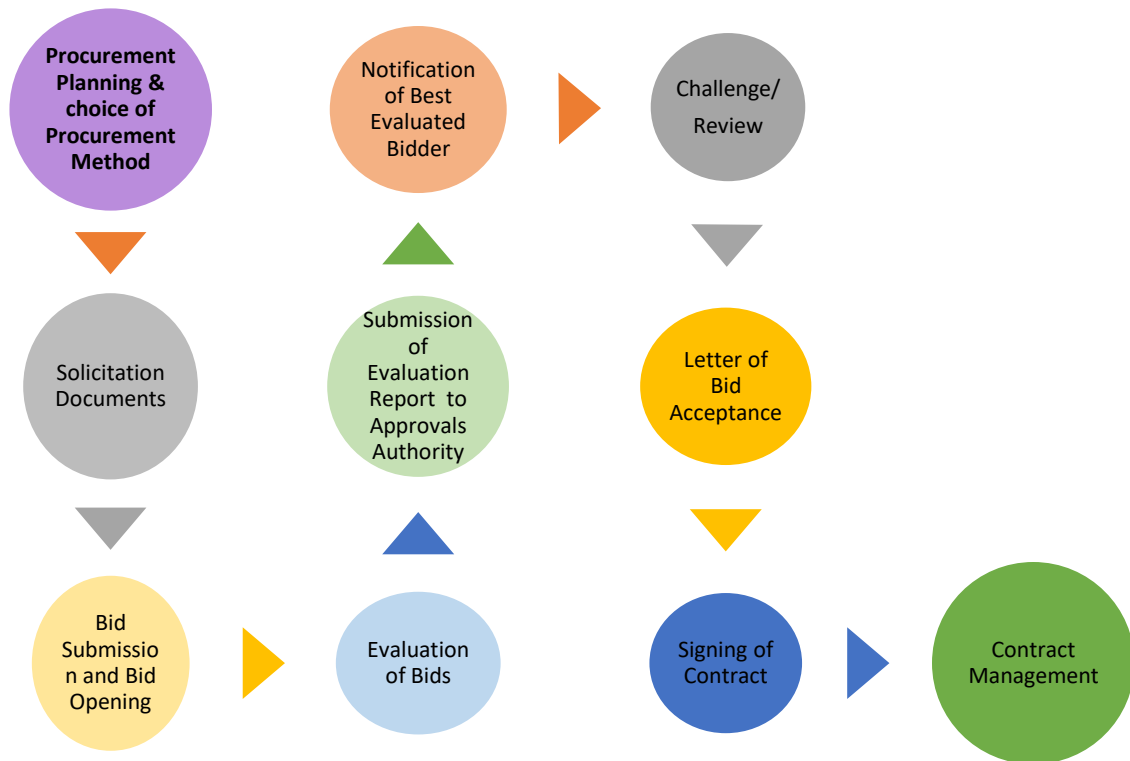 Procurement
Planning &
choice of
Procurement
Method
Solicitation
Documents
Bid
Submissio
n and Bid
Opening
Evaluation
of Bids
Submission
of
Evaluation
Report to
Approvals
Authority
Notification
of Best
Evaluated
Bidder
Challenge/
Review
Letter of
Bid
Acceptance
Signing of
Contract
Contract
Management